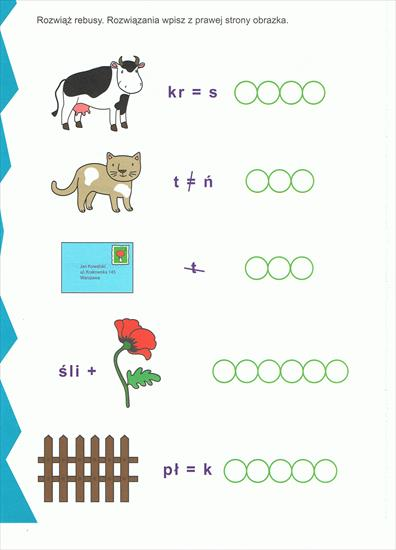 Rozwiąż rebusy. Rozwiązania wpisz z prawej strony obrazka.
kr = s
t ≠ ń
Jan Kowalski
ul. Krakowska 145
Warszawa
t
śli +
pł = k